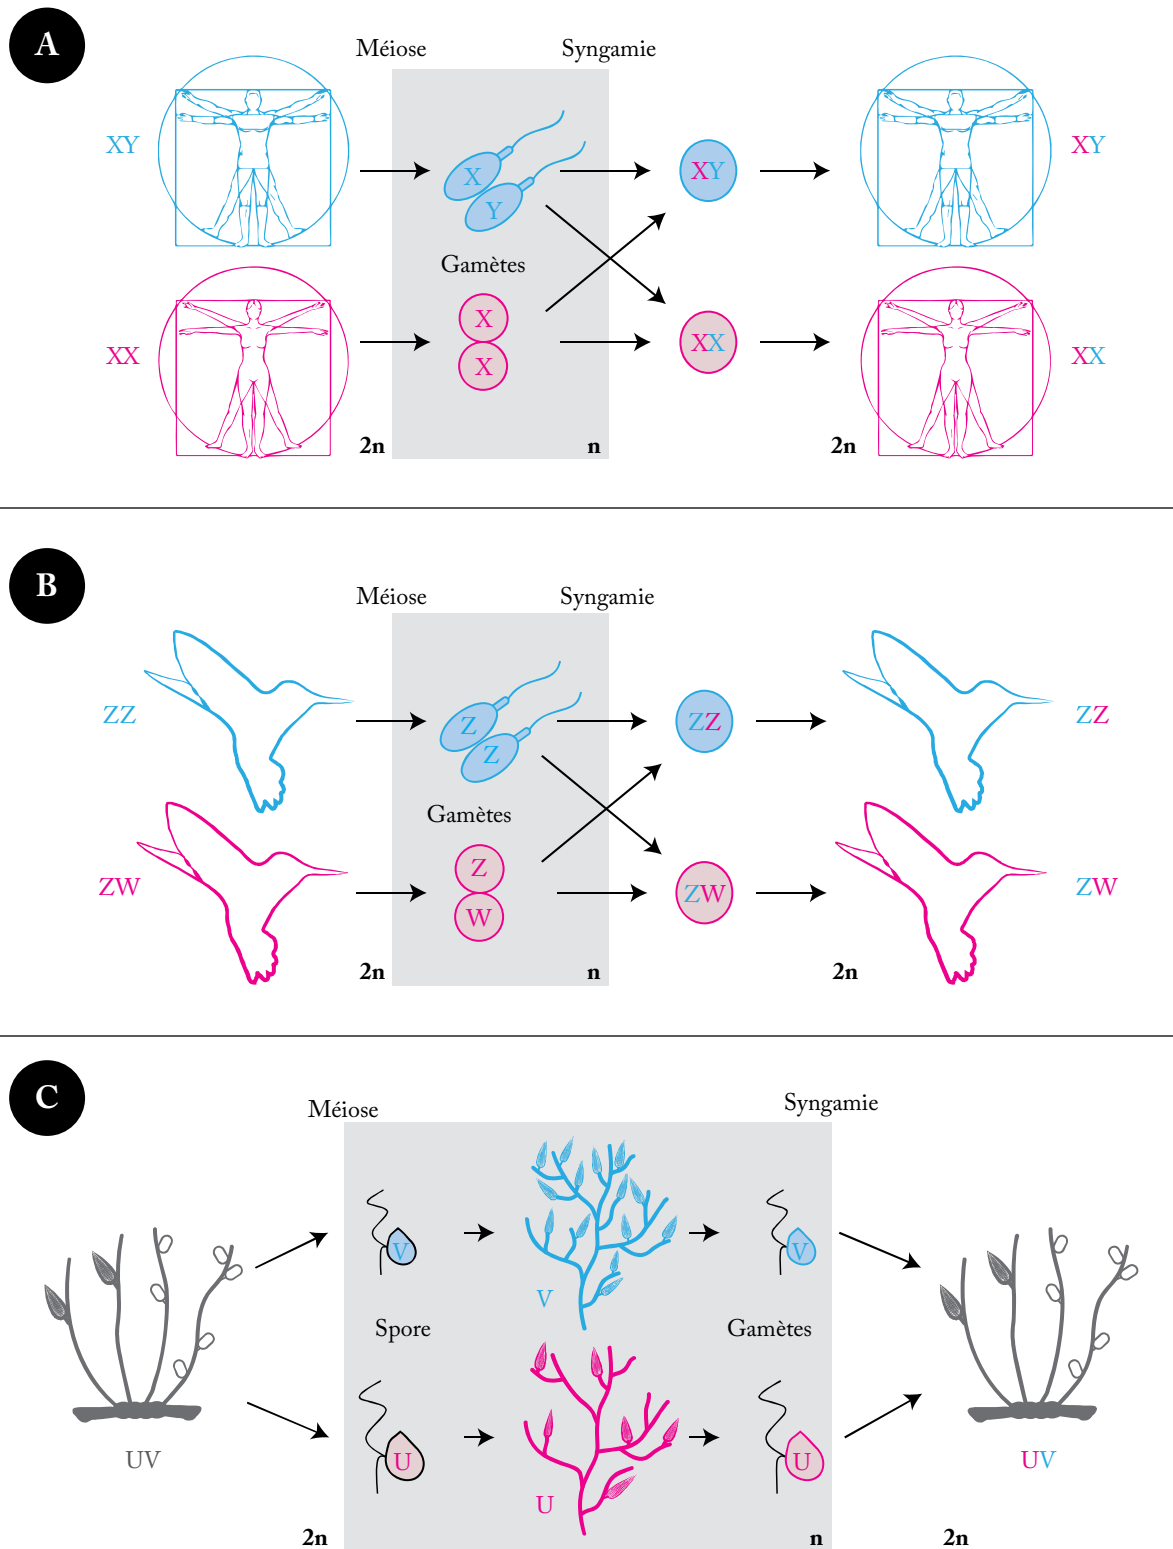 A
Méiose
Syngamie
XY
X
Y
XY
XY
Gamètes
XX
X
X
XX
XX
2n
n
2n
B
Méiose
Syngamie
ZZ
Z
Z
ZZ
ZZ
Gamètes
ZW
Z
W
ZW
ZW
2n
n
2n
C
Méiose
Syngamie
V
V
V
Spore
Gamètes
UV
U
U
U
UV
2n
n
2n